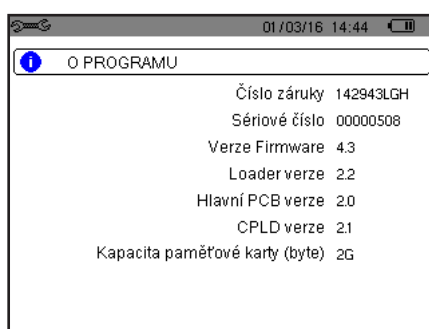 01/03/16 14:44
i O PROGRAMU
Číslo záruky 142943LGH
Sériové číslo 00000508
Verze Firmware 4.3
Loader verze 2.2
Hlavní PCB verze 2.0
CPLD verze 2.1
Kapacita paměťové karty (byte) 2G